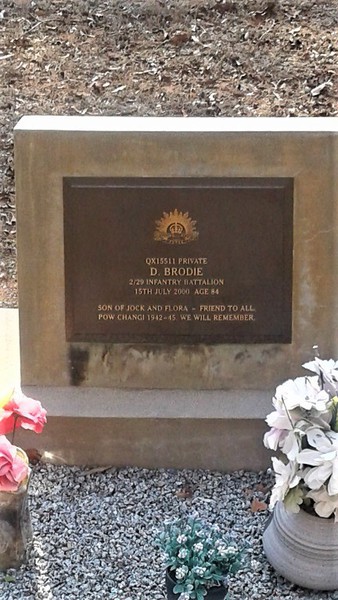 QX15511 PRIVATE
D. BRODIE
2/29 INFANTRY BATTALION
15TH JULY 2000 AGE 84
SON OF JOCK AND FLORA - FRIEND TO ALL.
POW CHANGI 1942-45. WE WILL REMEMBER.